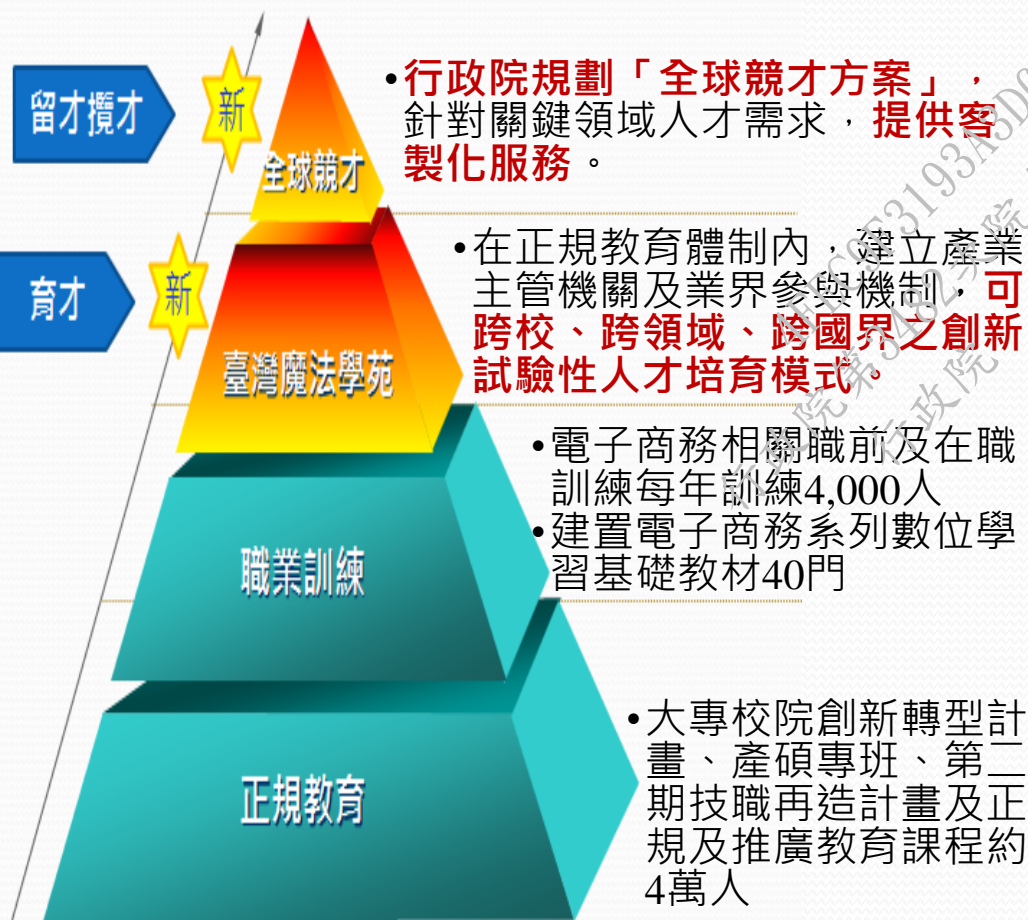 留才攬才
新
全球競才
•行政院規劃「全球競才方案」，
針對關鍵領域人才需求，提供客
製化服務。
育才
新
臺灣魔法學苑
•在正規教育體制內，建立產業
主管機關及業界參與機制，可
跨校、跨領域、跨國界之創新
試驗性人才培育模式。
職業訓練
•電子商務相關職前及在職
訓練每年訓練4,000人
•建置電子商務系列數位學
習基礎教材40門
正規教育
•大專校院創新轉型計
畫、產碩專班、第二
期技職再造計畫及正
規及推廣教育課程約
4萬人
行政院